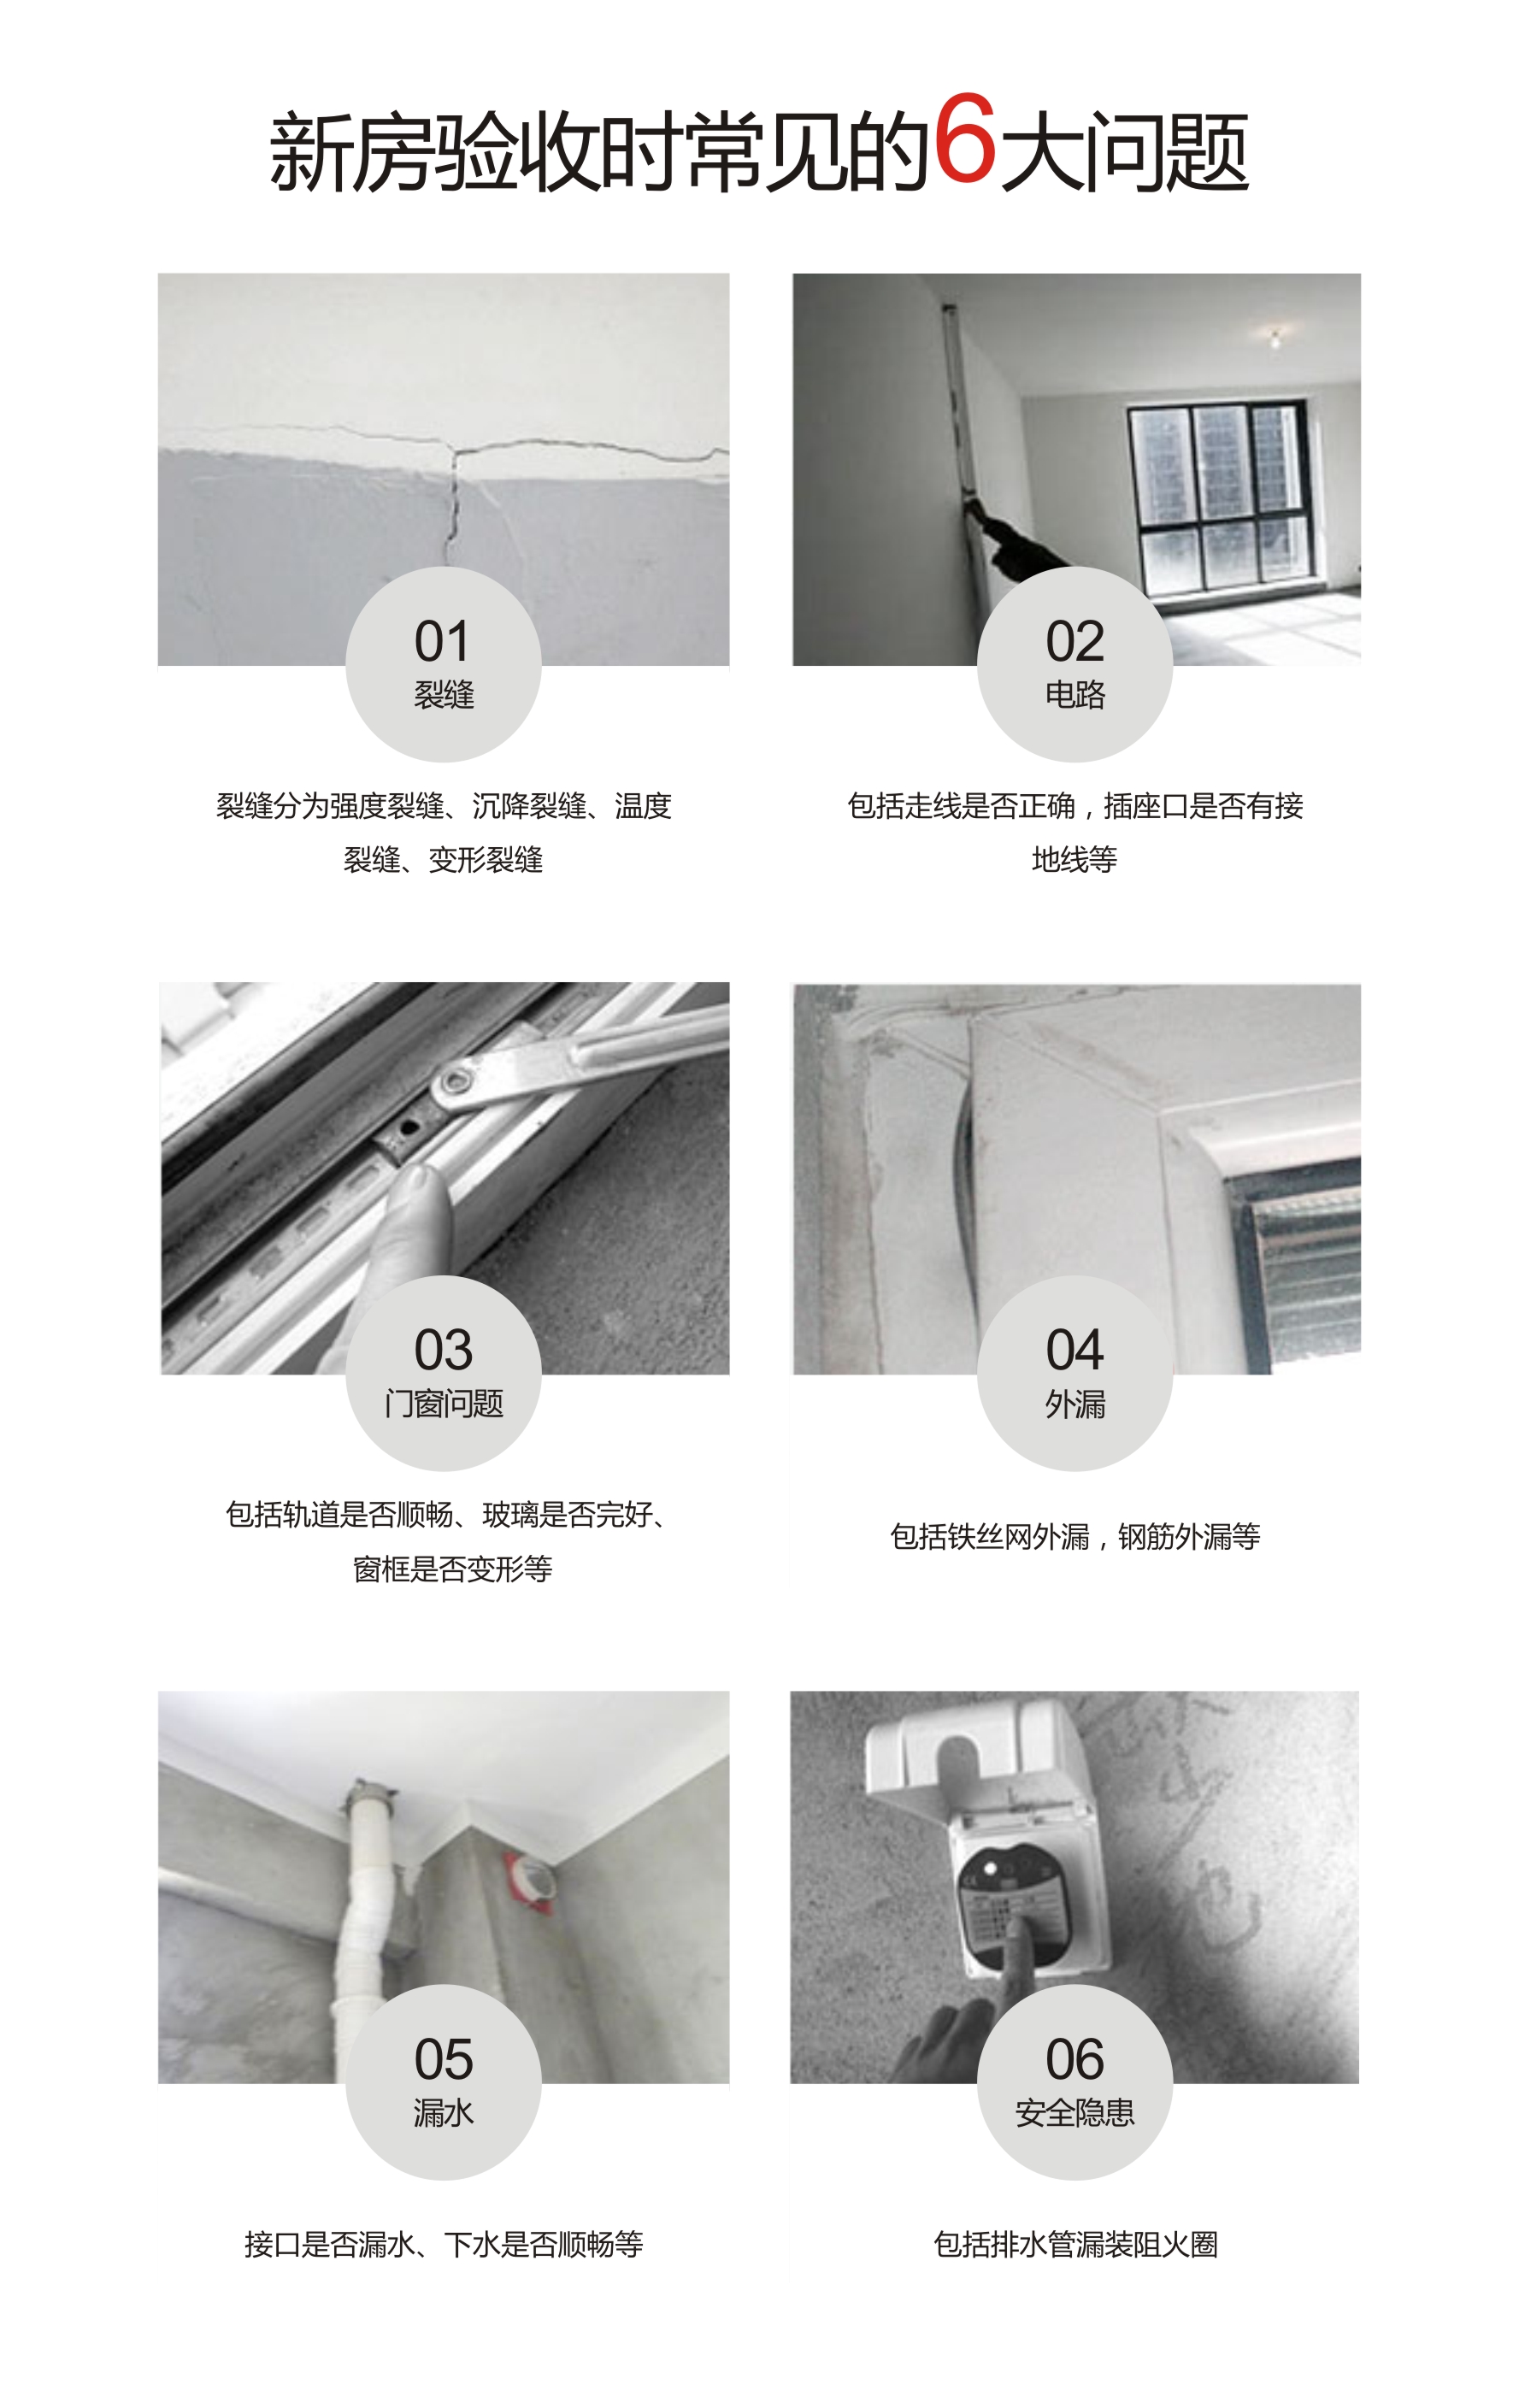 新房验收时常见的6大问题
01
裂缝
裂缝分为强度裂缝、沉降裂缝、温度
裂缝、变形裂缝
02
电路
包括走线是否正确，插座口是否有接
地线等
03
门窗问题
包括轨道是否顺畅、玻璃是否完好、
窗框是否变形等
04
外漏
包括铁丝网外漏，钢筋外漏等
05
漏水
接口是否漏水、下水是否顺畅等
06
安全隐患
包括排水管漏装阻火圈